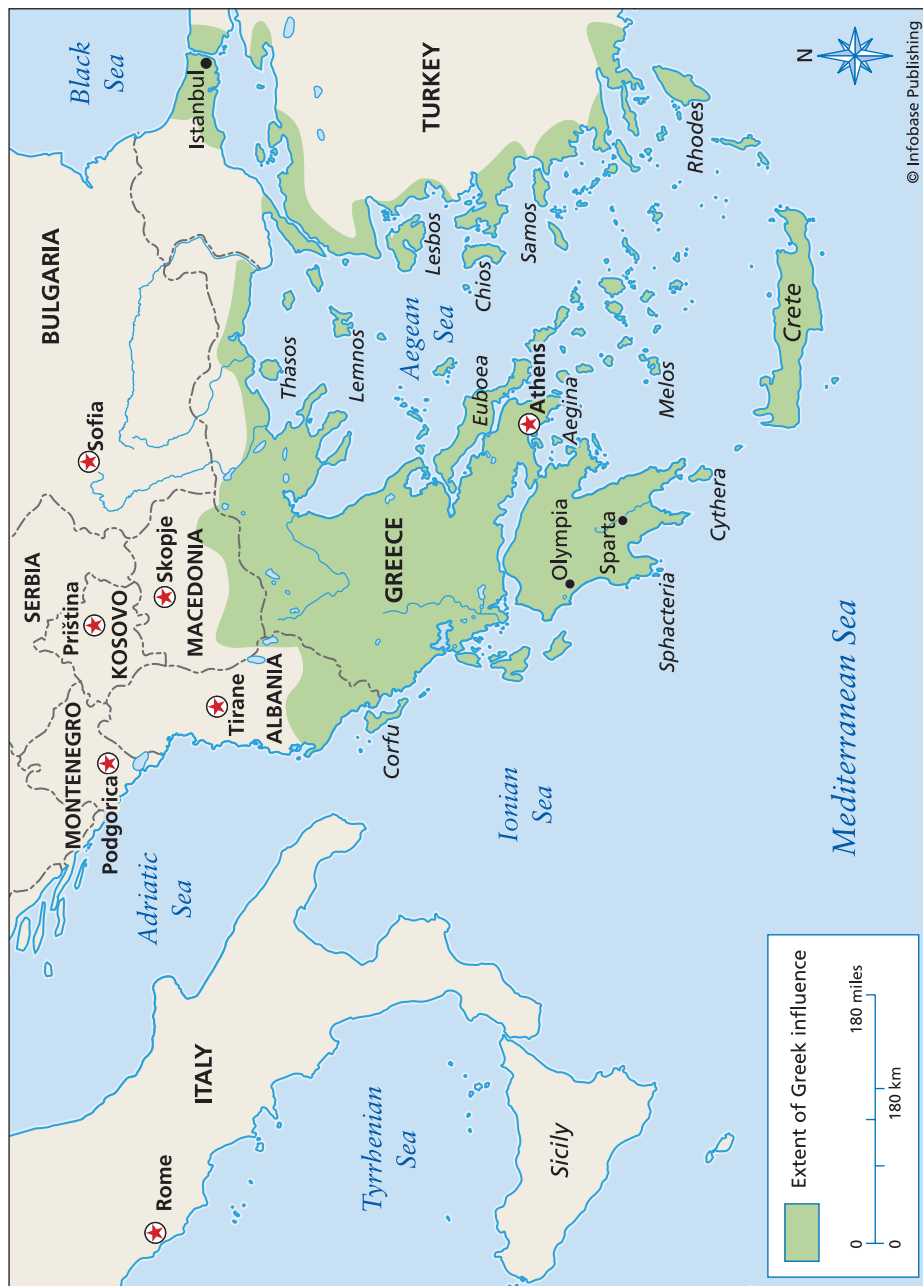 Black
Sea
BULGARIA
Istanbul
SERBIA
Sofia
MONTENEGRO
Priština
KOSOVO
Podgorica
Skopje
MACEDONIA
Adriatic
Sea
Tirane
ALBANIA
ITALY
Rome
Thasos
TURKEY
Lemnos
Corfu
GREECE
Aegean
Sea
Lesbos
Tyrrhenian
Sea
Euboea
Chios
Ionian
Sea
Athens
Samos
Olympia
Aegina
Sicily
Sparta
Sphacteria
Melos
Rhodes
Cythera
Crete
Mediterranean Sea
N
Extent of Greek influence
0
180 miles
0
180 km
© Infobase Publishing